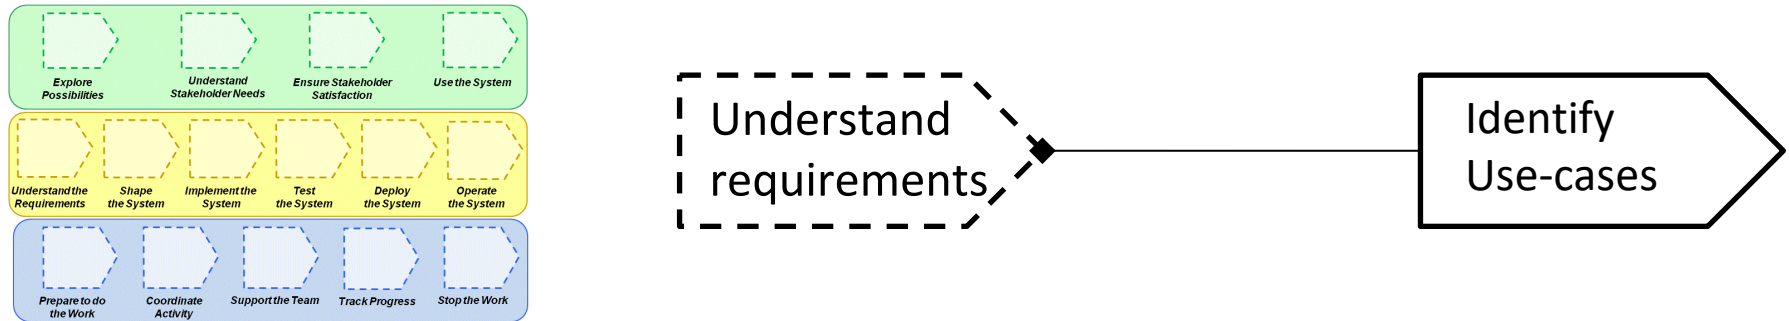 Explore
Possibilities
Understand
Stakeholder Needs
Ensure Stakeholder
Satisfaction
Use the System
Understand the
Requirements
Shape
the System
Implement the
System
Test
the System
Deploy
the System
Operate
the System
Prepare to do
the Work
Coordinate
Activity
Support the Team
Track Progress
Stop the Work
Understand
requirements
Identify
Use-cases